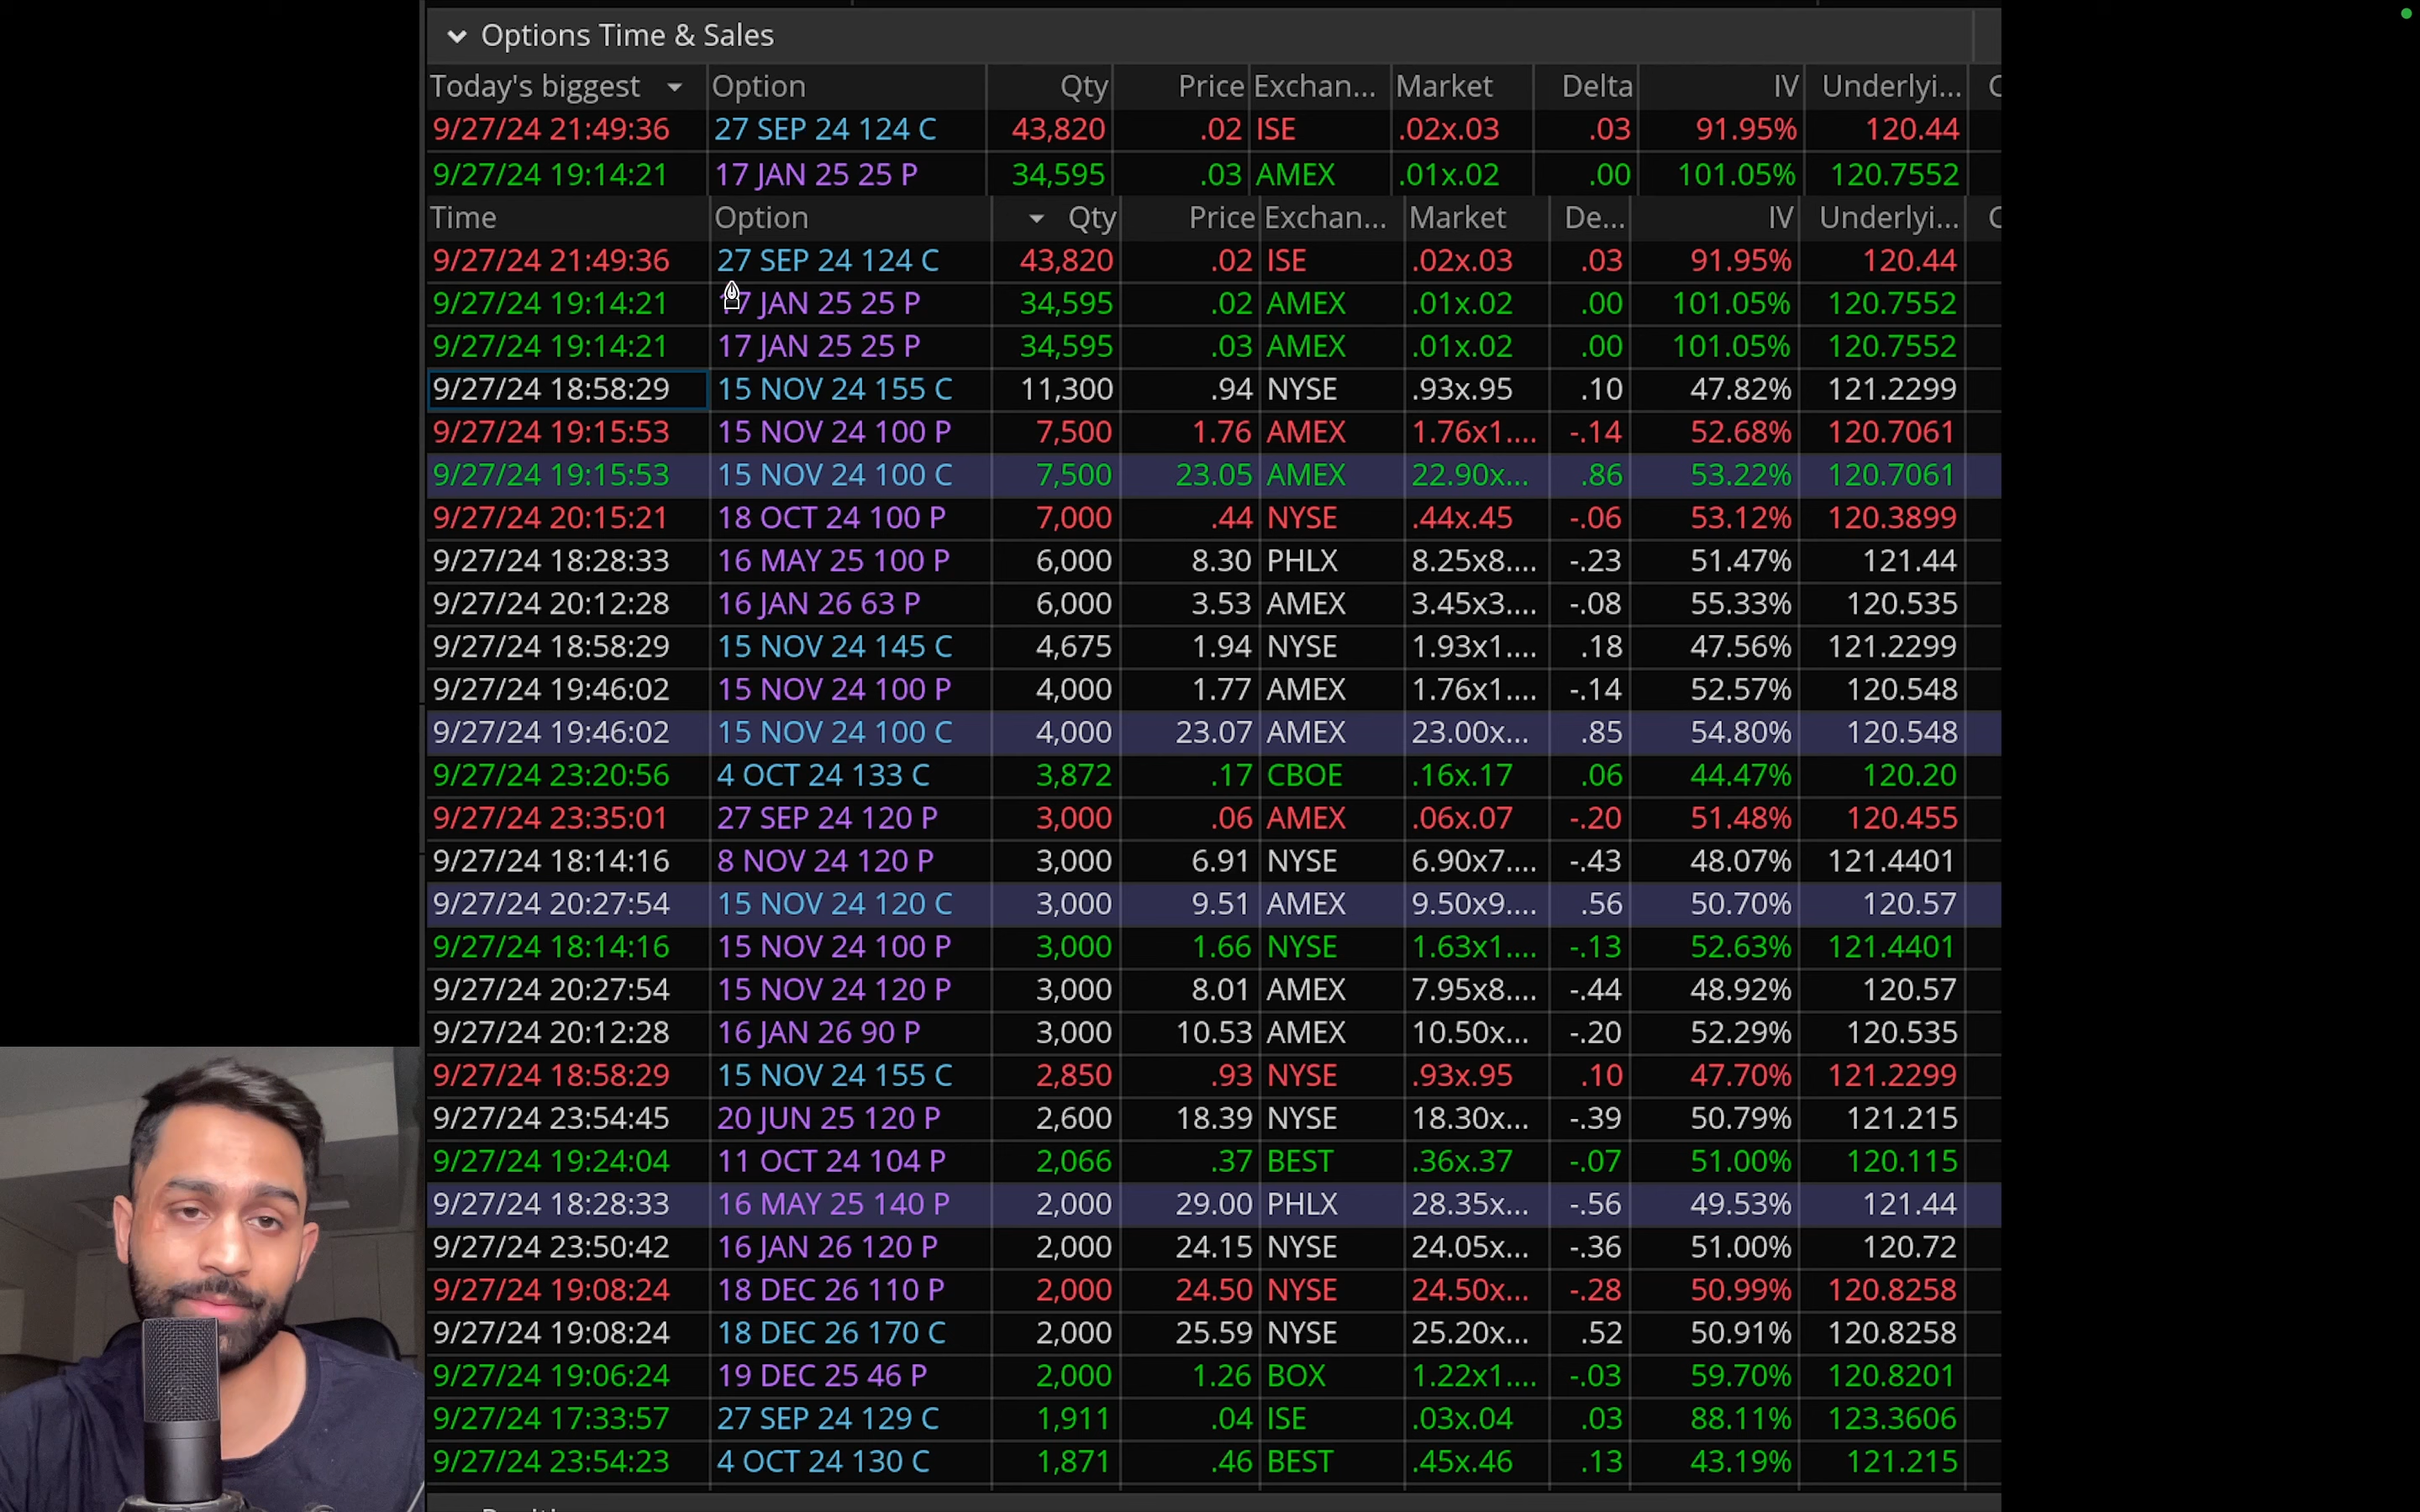 Options Time & Sales
Today's biggest Option Qty Price Exchan... Market Delta IV Underlyi... C
9/27/24 21:49:36 27 SEP 24 124 C 43,820 .02 ISE .02x.03 .03 91.95% 120.44
9/27/24 19:14:21 17 JAN 25 25 P 34,595 .03 AMEX .01x.02 .00 101.05% 120.7552
Time Option Qty Price Exchan... Market De... IV Underlyi... C
9/27/24 21:49:36 27 SEP 24 124 C 43,820 .02 ISE .02x.03 .03 91.95% 120.44
9/27/24 19:14:21 17 JAN 25 25 P 34,595 .02 AMEX .01x.02 .00 101.05% 120.7552
9/27/24 19:14:21 17 JAN 25 25 P 34,595 .03 AMEX .01x.02 .00 101.05% 120.7552
9/27/24 18:58:29 15 NOV 24 155 C 11,300 .94 NYSE .93x.95 .10 47.82% 121.2299
9/27/24 19:15:53 15 NOV 24 100 P 7,500 1.76 AMEX 1.76x1.... -.14 52.68% 120.7061
9/27/24 19:15:53 15 NOV 24 100 C 7,500 23.05 AMEX 22.90x... .86 53.22% 120.7061
9/27/24 20:15:21 18 OCT 24 100 P 7,000 .44 NYSE .44x.45 -.06 53.12% 120.3899
9/27/24 18:28:33 16 MAY 25 100 P 6,000 8.30 PHLX 8.25x8.... -.23 51.47% 121.44
9/27/24 20:12:28 16 JAN 26 63 P 6,000 3.53 AMEX 3.45x3.... -.08 55.33% 120.535
9/27/24 18:58:29 15 NOV 24 145 C 4,675 1.94 NYSE 1.93x1.... .18 47.56% 121.2299
9/27/24 19:46:02 15 NOV 24 100 P 4,000 1.77 AMEX 1.76x1.... -.14 52.57% 120.548
9/27/24 19:46:02 15 NOV 24 100 C 4,000 23.07 AMEX 23.00x... .85 54.80% 120.548
9/27/24 23:20:56 4 OCT 24 133 C 3,872 .17 CBOE .16x.17 .06 44.47% 120.20
9/27/24 23:35:01 27 SEP 24 120 P 3,000 .06 AMEX .06x.07 -.20 51.48% 120.455
9/27/24 18:14:16 8 NOV 24 120 P 3,000 6.91 NYSE 6.90x7.... -.43 48.07% 121.4401
9/27/24 20:27:54 15 NOV 24 120 C 3,000 9.51 AMEX 9.50x9.... .56 50.70% 120.57
9/27/24 18:14:16 15 NOV 24 100 P 3,000 1.66 NYSE 1.63x1.... -.13 52.63% 121.4401
9/27/24 20:27:54 15 NOV 24 120 P 3,000 8.01 AMEX 7.95x8.... -.44 48.92% 120.57
9/27/24 20:12:28 16 JAN 26 90 P 3,000 10.53 AMEX 10.50x... -.20 52.29% 120.535
9/27/24 18:58:29 15 NOV 24 155 C 2,850 .93 NYSE .93x.95 .10 47.70% 121.2299
9/27/24 23:54:45 20 JUN 25 120 P 2,600 18.39 NYSE 18.30x... -.39 50.79% 121.215
9/27/24 19:24:04 11 OCT 24 104 P 2,066 .37 BEST .36x.37 -.07 51.00% 120.115
9/27/24 18:28:33 16 MAY 25 140 P 2,000 29.00 PHLX 28.35x... -.56 49.53% 121.44
9/27/24 23:50:42 16 JAN 26 120 P 2,000 24.15 NYSE 24.05x... -.36 51.00% 120.72
9/27/24 19:08:24 18 DEC 26 110 P 2,000 24.50 NYSE 24.50x... -.28 50.99% 120.8258
9/27/24 19:08:24 18 DEC 26 170 C 2,000 25.59 NYSE 25.20x... .52 50.91% 120.8258
9/27/24 19:06:24 19 DEC 25 46 P 2,000 1.26 BOX 1.22x1.... -.03 59.70% 120.8201
9/27/24 17:33:57 27 SEP 24 129 C 1,911 .04 ISE .03x.04 .03 88.11% 123.3606
9/27/24 23:54:23 4 OCT 24 130 C 1,871 .46 BEST .45x.46 .13 43.19% 121.215